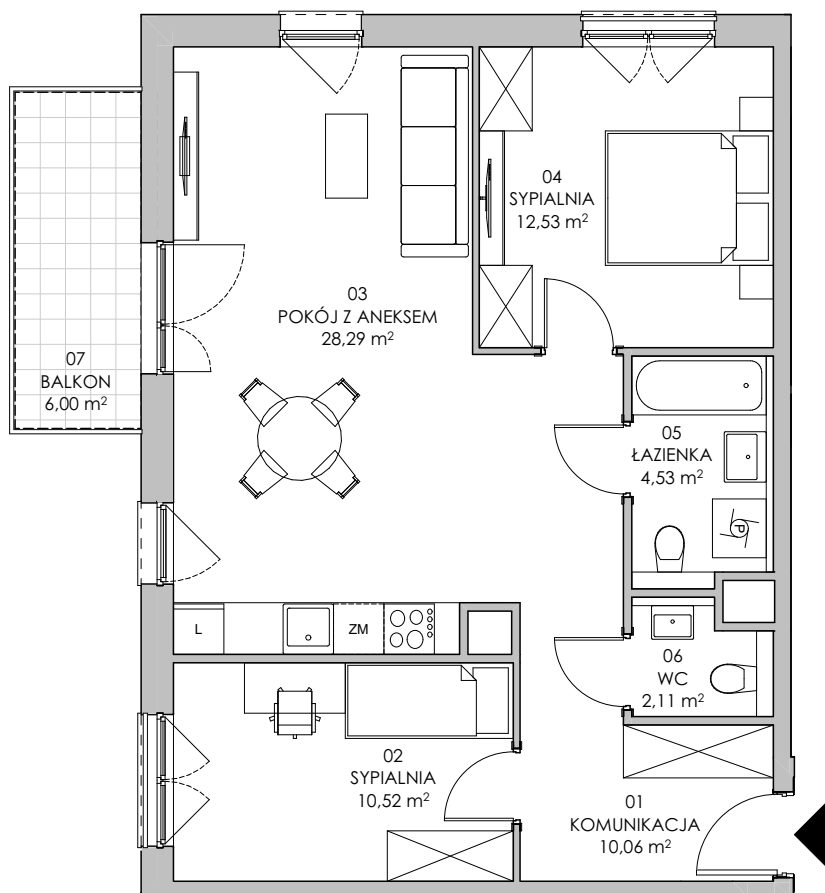 04
SYPIALNIA
12,53 m²
03
POKÓJ Z ANEKSEM
28,29 m²
07
BALKON
6,00 m²
05
ŁAZIENKA
4,53 m²
P
L
ZM
06
WC
2,11 m²
02
SYPIALNIA
10,52 m²
01
KOMUNIKACJA
10,06 m²